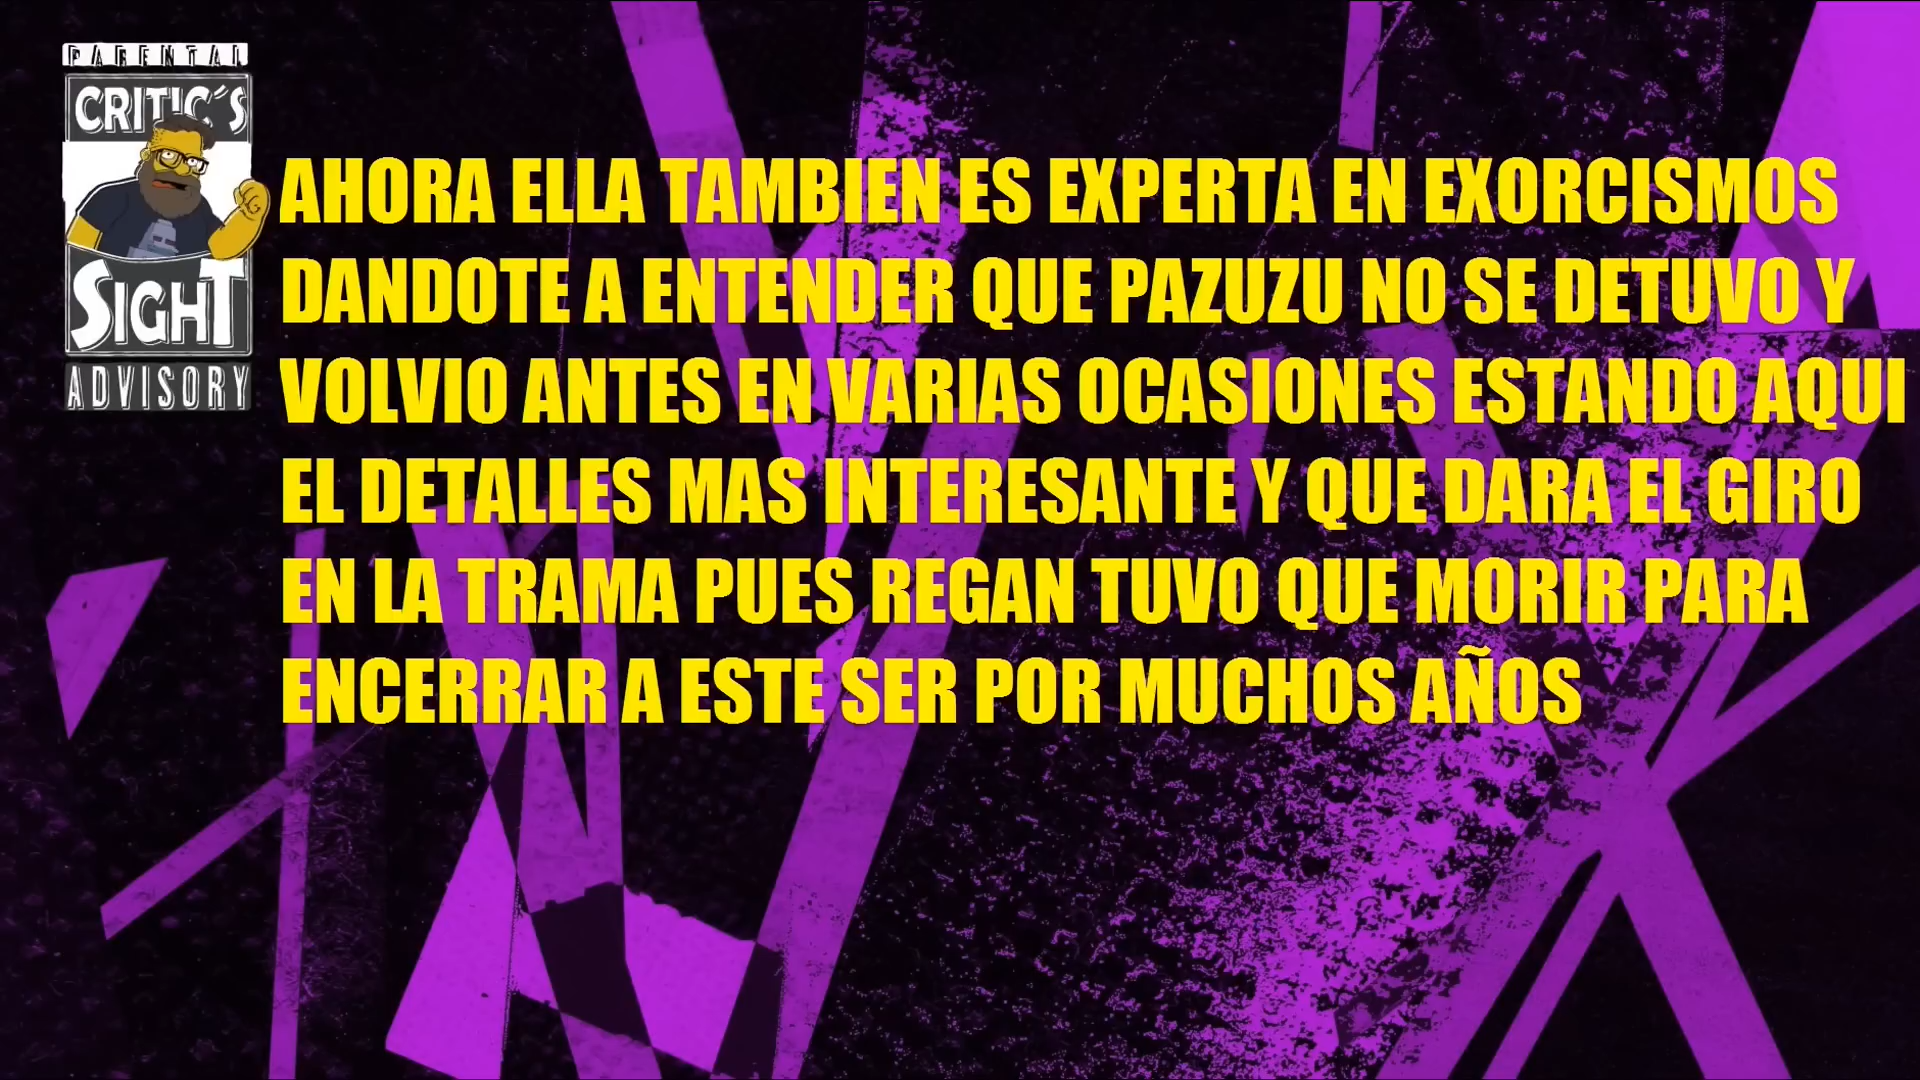 PARENTAL
CRITIC´S
SIGHT
ADVISORY
AHORA ELLA TAMBIEN ES EXPERTA EN EXORCISMOS
DANDOTE A ENTENDER QUE PAZUZU NO SE DETUVO Y
VOLVIO ANTES EN VARIAS OCASIONES ESTANDO AQUI
EL DETALLES MAS INTERESANTE Y QUE DARA EL GIRO
EN LA TRAMA PUES REGAN TUVO QUE MORIR PARA
ENCERRAR A ESTE SER POR MUCHOS AÑOS